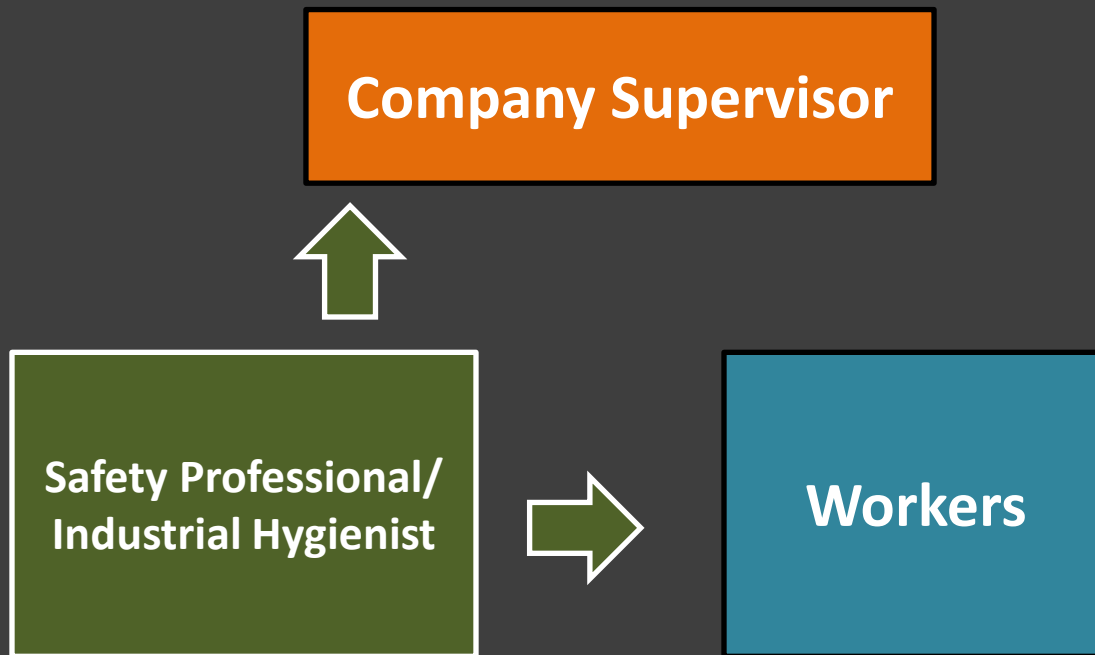 Company Supervisor
Safety Professional/
Industrial Hygienist
Workers